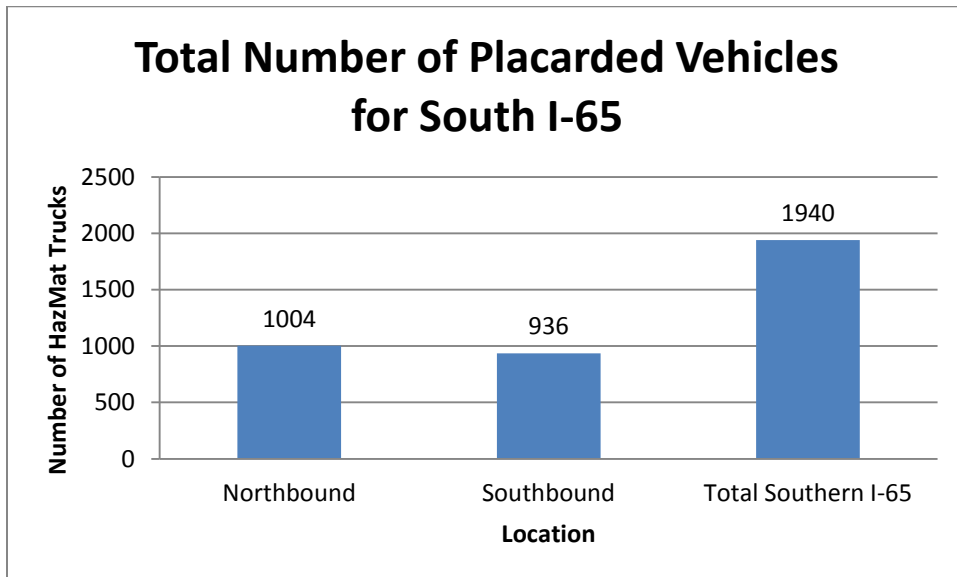 Total Number of Placarded Vehicles
for South I-65
Number of HazMat Trucks
2500
2000
1500
1000
500
0
1004
936
1940
Northbound
Southbound
Total Southern I-65
Location